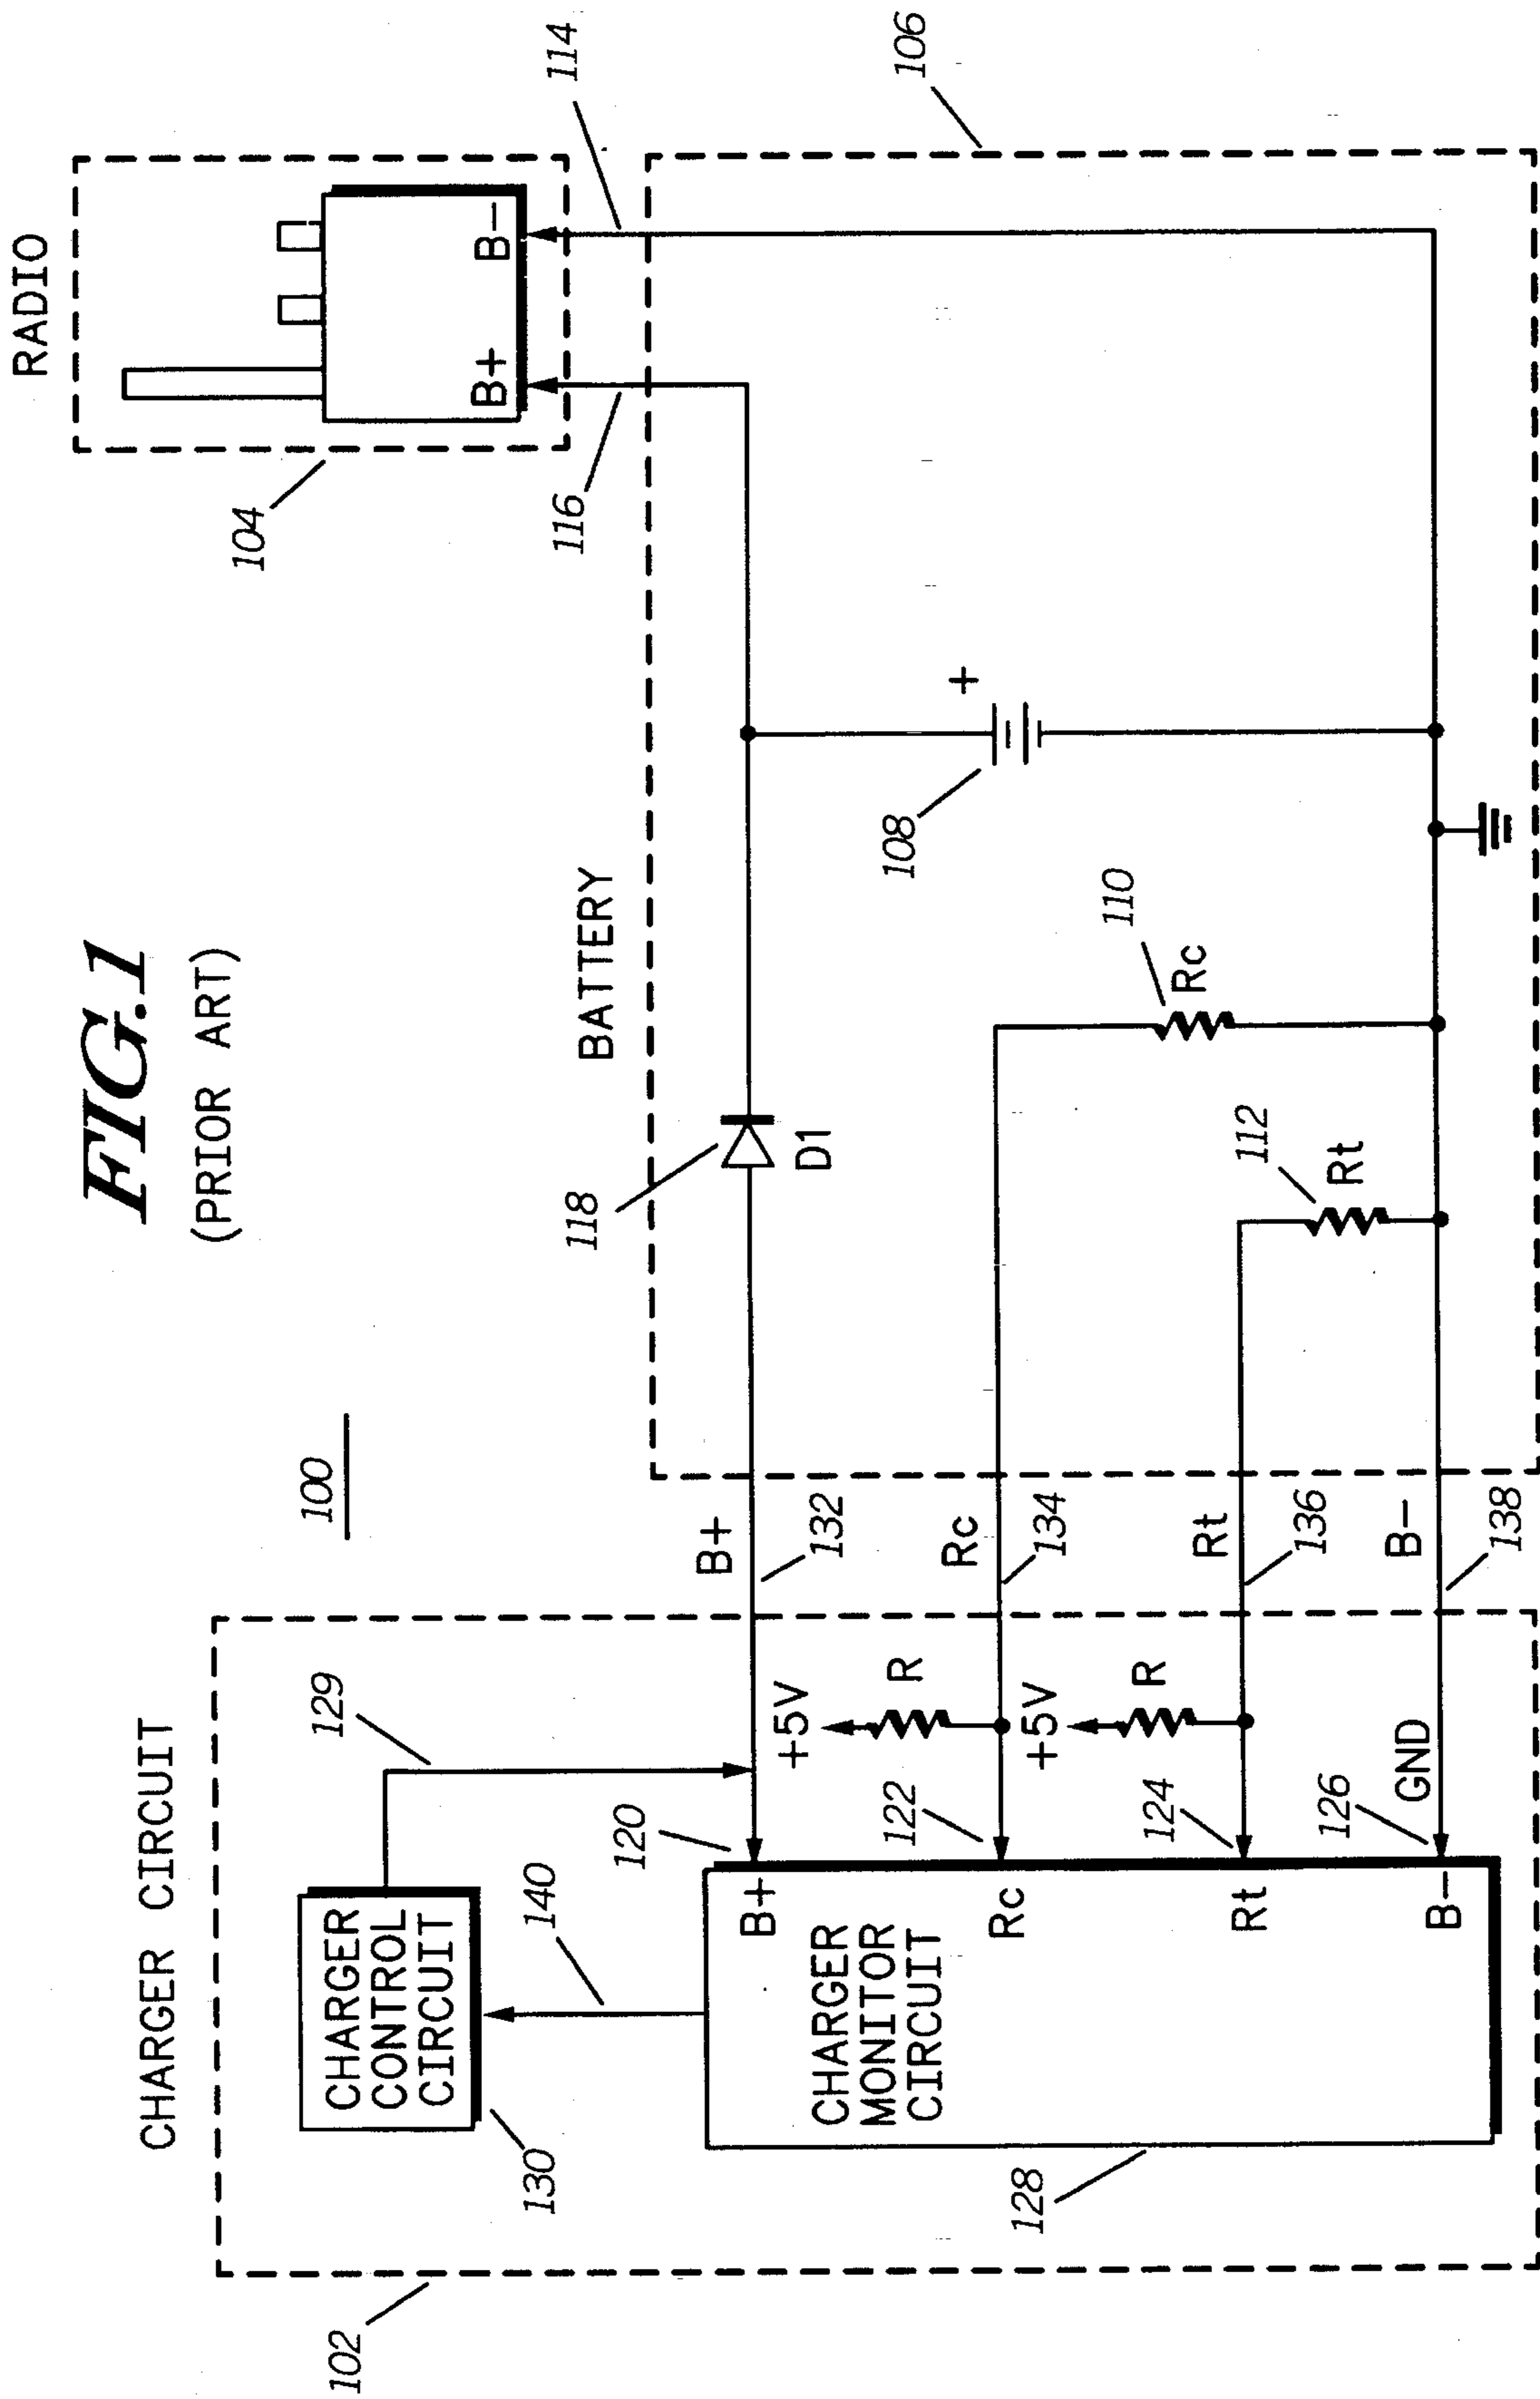 FIG.1
(PRIOR ART)
100
RADIO
104
B+
B-
116
114
BATTERY
106
118
D1
108
+
110
Rc
112
Rt
B+
132
Rc
134
Rt
136
B-
138
CHARGER CIRCUIT
102
129
CHARGER
CONTROL
CIRCUIT
130
140
120
+5V
R
122
+5V
R
124
GND
126
B+
Rc
Rt
B-
CHARGER
MONITOR
CIRCUIT
128